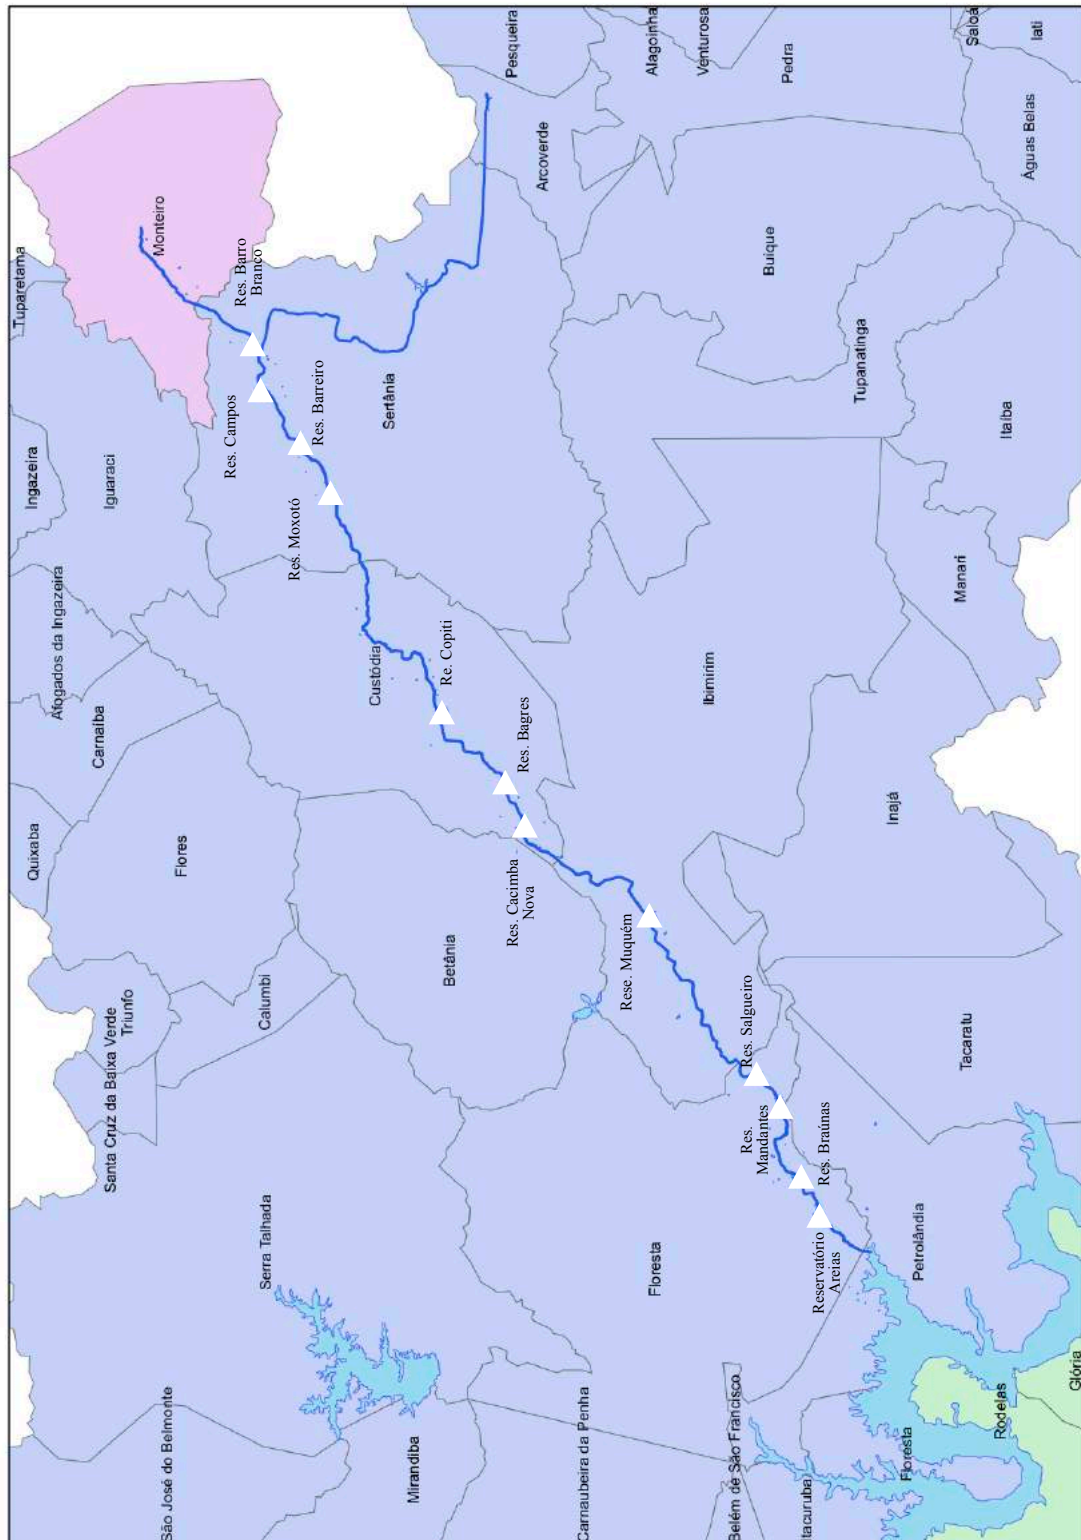 São José do Belmonte
Santa Cruz da Baixa Verde
Triunfo
Quixaba
Carnaíba
Afogados da Ingazeira
Ingazeira
Tuparetama
Mirandiba
Serra Talhada
Calumbi
Flores
Iguaraci
Monteiro
Res. Campos
Res. Barro
Branco
Res. Barreiro
Res. Moxotó
Sertânia
Custódia
Re. Copiti
Betânia
Res. Cacimba
Nova
Res. Bagres
Arcoverde
Pesqueira
Carnaubeira da Penha
Floresta
Rese. Muquém
Ibimirim
Buique
Alagoinha
Venturosa
Pedra
Belém de São Francisco
Itacuruba
Res.
Mandantes
Res. Salgueiro
Reservatório
Areias
Res. Braúnas
Tupanatinga
Inajá
Floresta
Petrolândia
Tacaratu
Manari
Itaíba
Saloá
Iati
Águas Belas
Rodelas
Glória